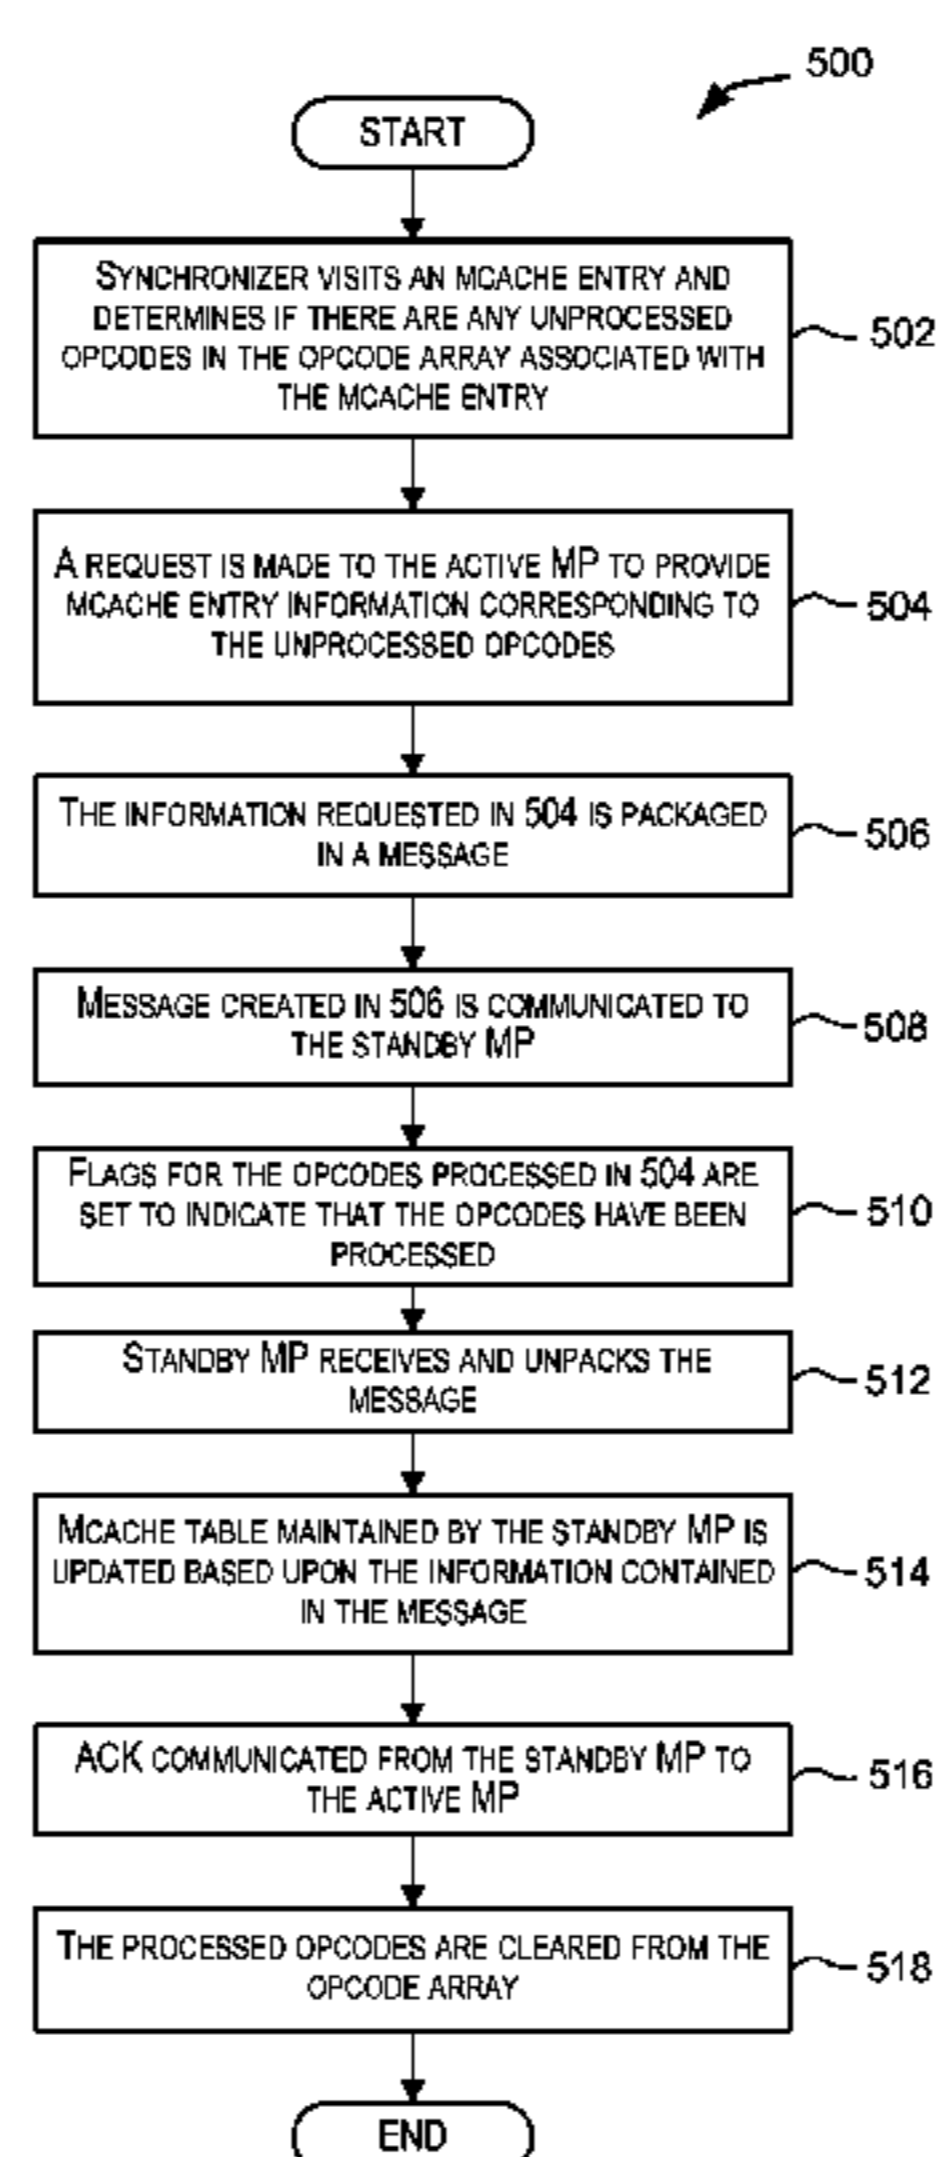 500
START
SYNCHRONIZER VISITS AN MCACHE ENTRY AND
DETERMINES IF THERE ARE ANY UNPROCESSED
OPCODES IN THE OPCODE ARRAY ASSOCIATED WITH
THE MCACHE ENTRY
502
A REQUEST IS MADE TO THE ACTIVE MP TO PROVIDE
MCACHE ENTRY INFORMATION CORRESPONDING TO
THE UNPROCESSED OPCODES
504
THE INFORMATION REQUESTED IN 504 IS PACKAGED
IN A MESSAGE
506
MESSAGE CREATED IN 506 IS COMMUNICATED TO
THE STANDBY MP
508
FLAGS FOR THE OPCODES PROCESSED IN 504 ARE
SET TO INDICATE THAT THE OPCODES HAVE BEEN
PROCESSED
510
STANDBY MP RECEIVES AND UNPACKS THE
MESSAGE
512
MCACHE TABLE MAINTAINED BY THE STANDBY MP IS
UPDATED BASED UPON THE INFORMATION CONTAINED
IN THE MESSAGE
514
ACK COMMUNICATED FROM THE STANDBY MP TO
THE ACTIVE MP
516
THE PROCESSED OPCODES ARE CLEARED FROM THE
OPCODE ARRAY
518
END